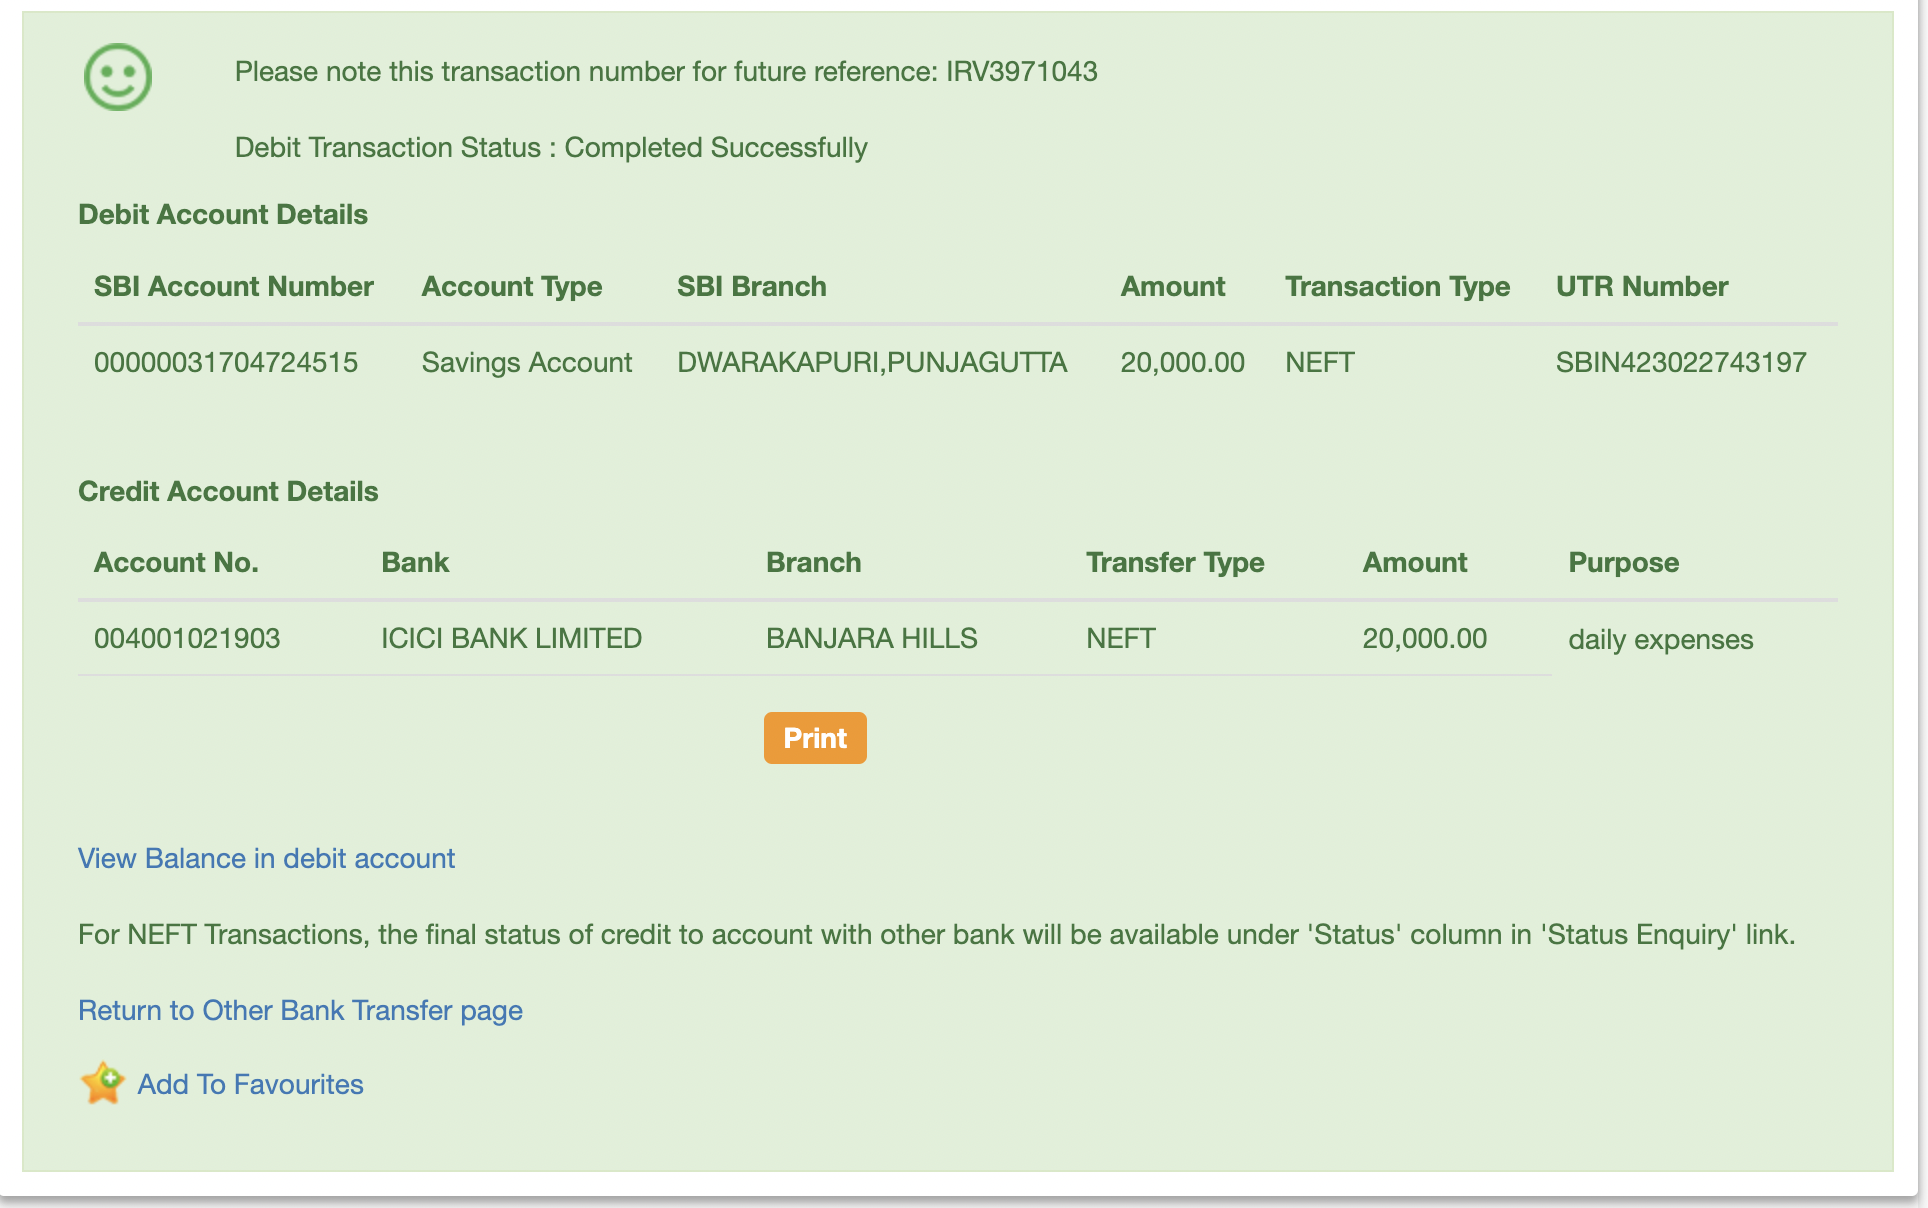 Please note this transaction number for future reference: IRV3971043
Debit Transaction Status : Completed Successfully
Debit Account Details
SBI Account Number Account Type SBI Branch Amount Transaction Type UTR Number
00000031704724515 Savings Account DWARAKAPURI,PUNJAGUTTA 20,000.00 NEFT SBIN423022743197
Credit Account Details
Account No. Bank Branch Transfer Type Amount Purpose
004001021903 ICICI BANK LIMITED BANJARA HILLS NEFT 20,000.00 daily expenses
Print
View Balance in debit account
For NEFT Transactions, the final status of credit to account with other bank will be available under 'Status' column in 'Status Enquiry' link.
Return to Other Bank Transfer page
Add To Favourites